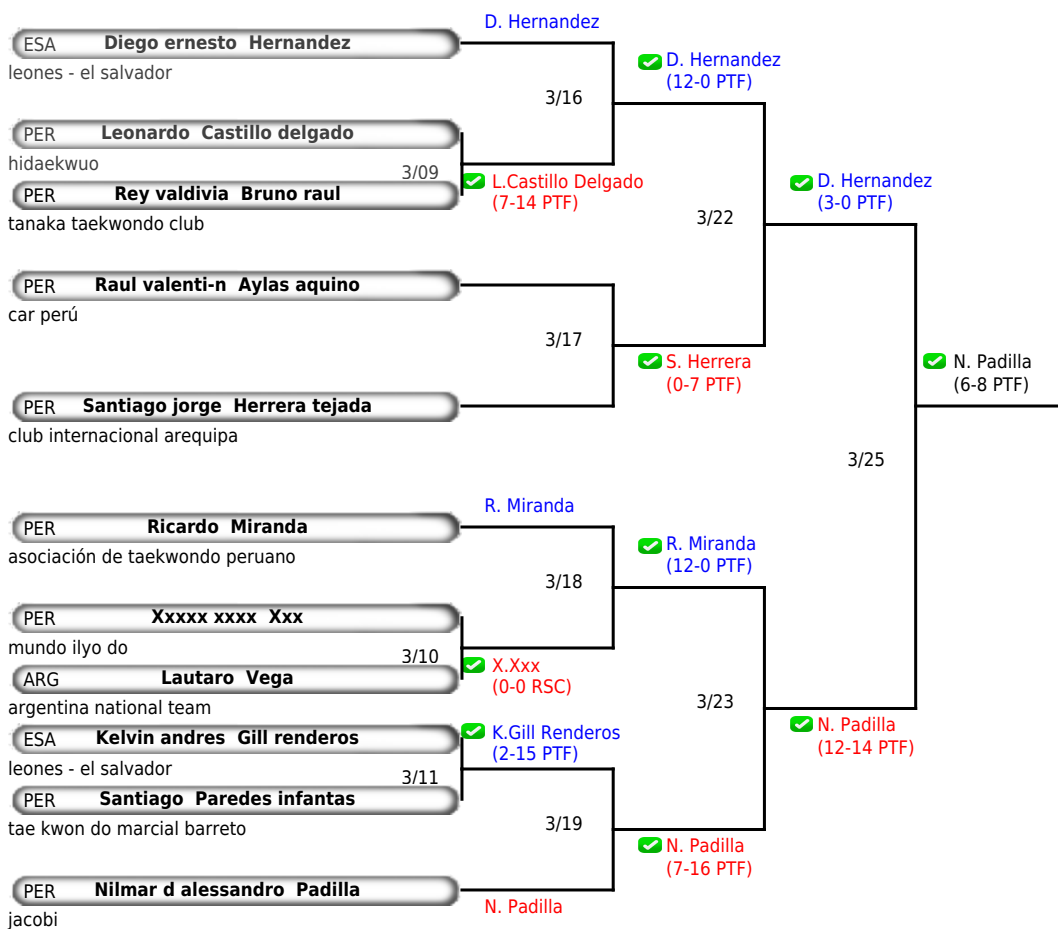 D. Hernandez
ESA Diego ernesto Hernandez
leones - el salvador
D. Hernandez
(12-0 PTF)
3/16
PER Leonardo Castillo delgado
hidaekwuo
3/09
L.Castillo Delgado
(7-14 PTF)
PER Rey valdivia Bruno raul
tanaka taekwondo club
D. Hernandez
(3-0 PTF)
3/22
PER Raul valenti-n Aylas aquino
car perú
3/17
S. Herrera
(0-7 PTF)
N. Padilla
(6-8 PTF)
PER Santiago jorge Herrera tejada
club internacional arequipa
3/25
R. Miranda
PER Ricardo Miranda
asociación de taekwondo peruano
R. Miranda
(12-0 PTF)
3/18
PER Xxxxx xxxx Xxx
mundo ilyo do
3/10
X.Xxx
(0-0 RSC)
ARG Lautaro Vega
argentina national team
3/23
N. Padilla
(12-14 PTF)
ESA Kelvin andres Gill renderos
leones - el salvador
K.Gill Renderos
(2-15 PTF)
3/11
PER Santiago Paredes infantas
tae kwon do marcial barreto
3/19
N. Padilla
(7-16 PTF)
PER Nilmar d alessandro Padilla
jacobi
N. Padilla